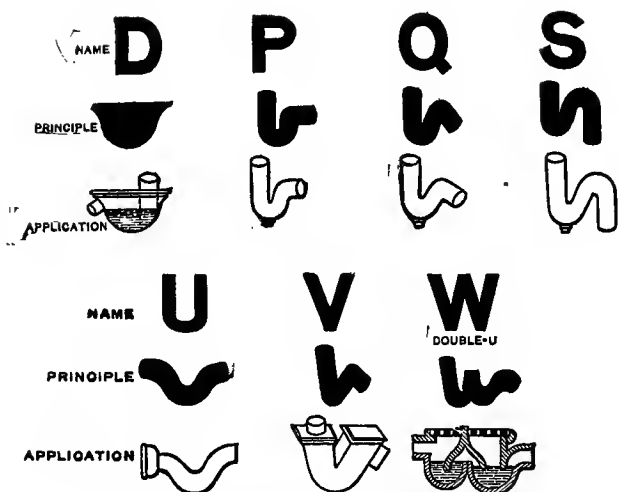 NAME D P Q S
PRINCIPLE
APPLICATION
NAME U V W
DOUBLE-U
PRINCIPLE
APPLICATION